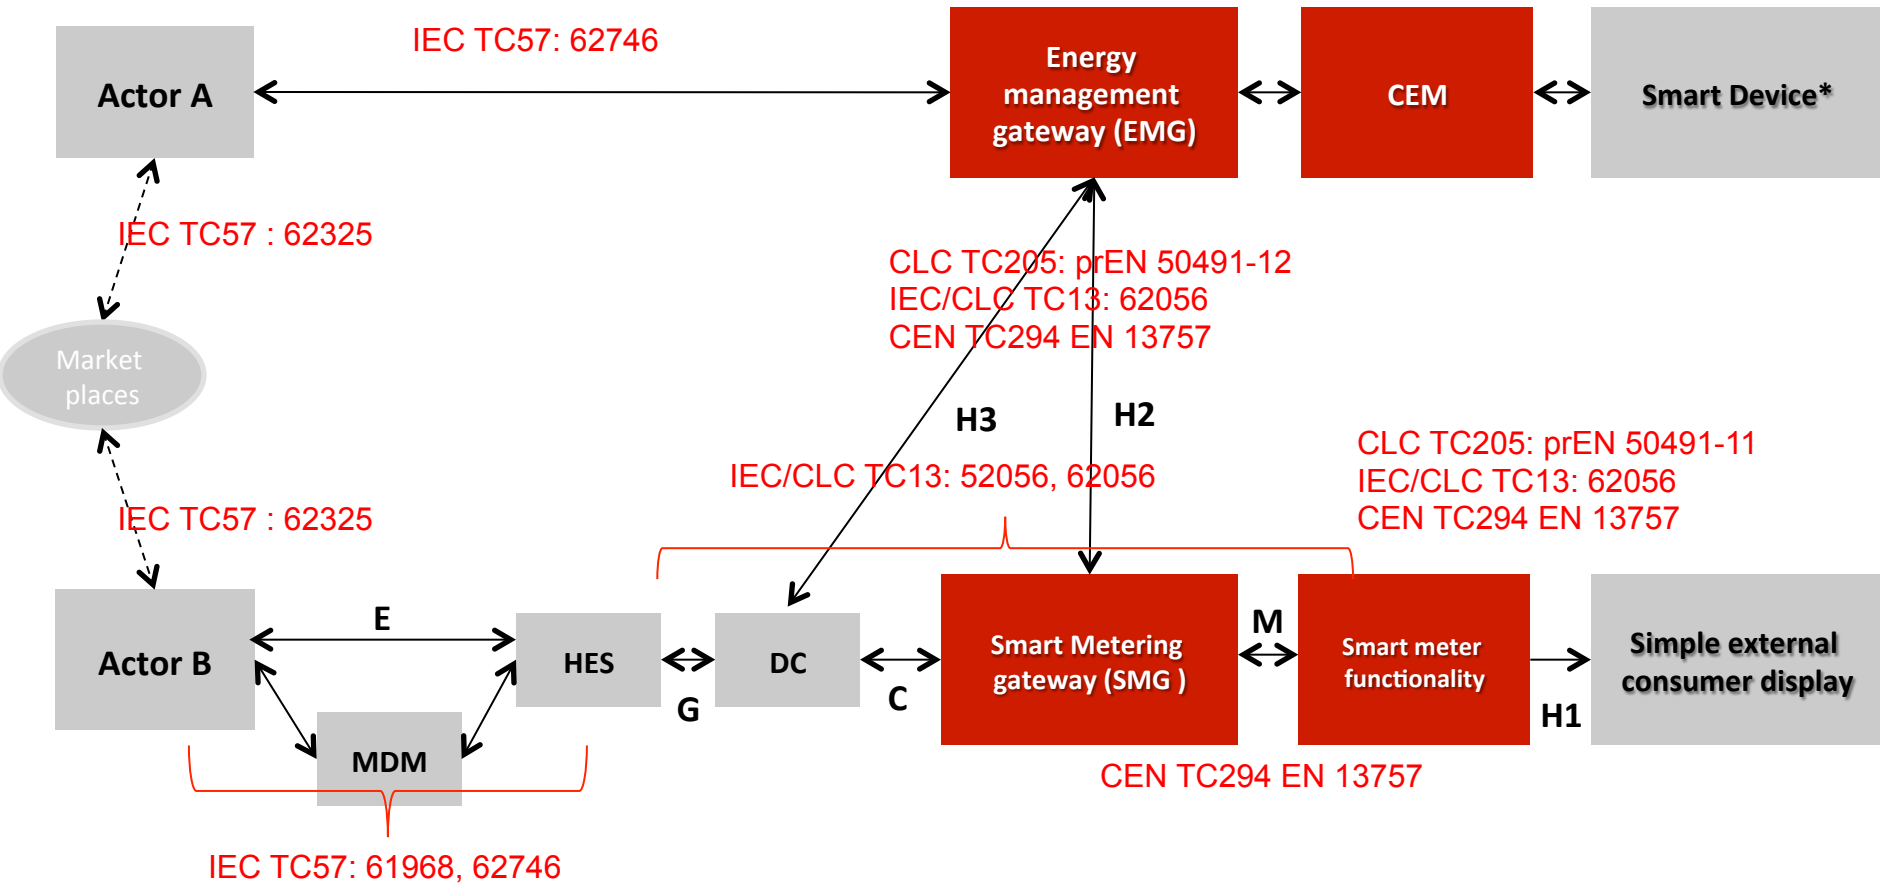 IEC TC57: 62746
Actor A
Energy
management
gateway (EMG)
CEM
Smart Device*
IEC TC57 : 62325
CLC TC205: prEN 50491-12
IEC/CLC TC13: 62056
CEN TC294 EN 13757
Market
places
H3
H2
CLC TC205: prEN 50491-11
IEC/CLC TC13: 62056
CEN TC294 EN 13757
IEC/CLC TC13: 52056, 62056
IEC TC57 : 62325
Actor B
E
HES
G
DC
C
Smart Metering
gateway (SMG )
M
Smart meter
functionality
H1
Simple external
consumer display
MDM
CEN TC294 EN 13757
IEC TC57: 61968, 62746